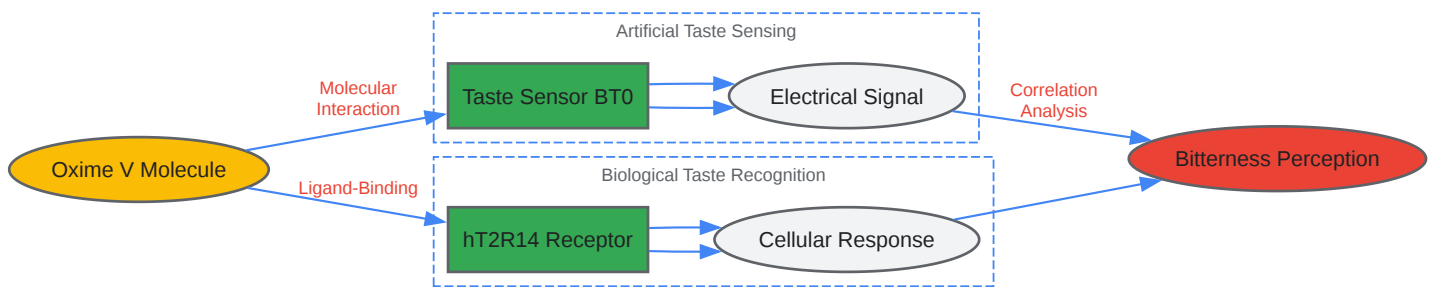 Artificial Taste Sensing
Molecular
Interaction
Taste Sensor BT0
Electrical Signal
Correlation
Analysis
Oxime V Molecule
Bitterness Perception
Ligand-Binding
Biological Taste Recognition
hT2R14 Receptor
Cellular Response